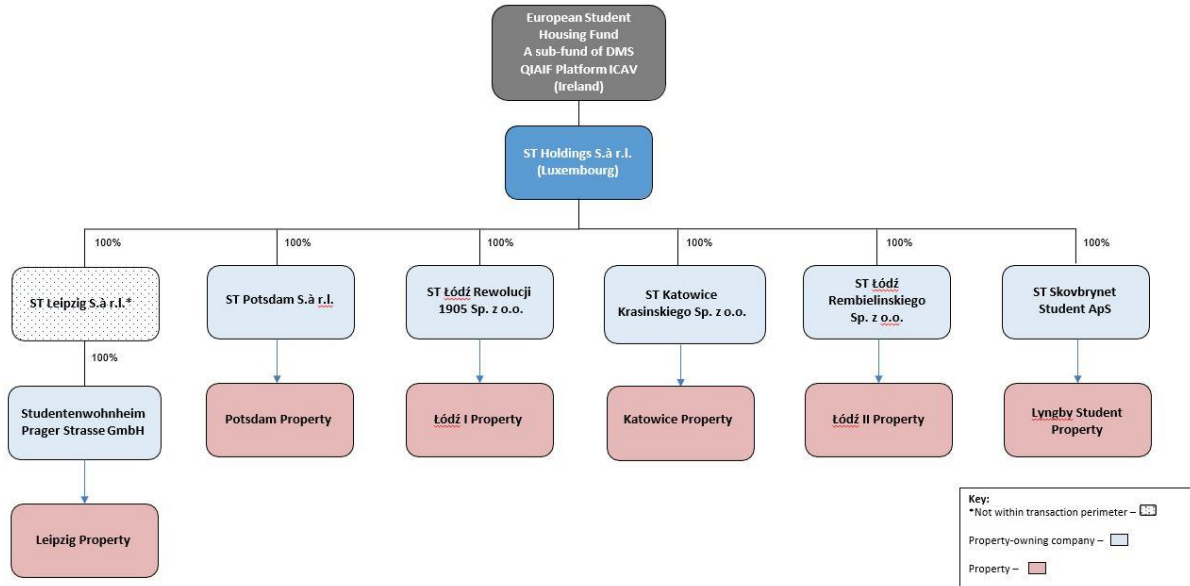 European Student
Housing Fund
A sub-fund of DMS
QIAIF Platform ICAV
(Ireland)
ST Holdings S.à r.l.
(Luxembourg)
100%
100%
100%
100%
100%
100%
ST Leipzig S.à r.l.*
ST Potsdam S.à r.l.
ST Łódź Rewolucji
1905 Sp. z o.o.
ST Katowice
Krasinskiego Sp. z o.o.
ST Łódź
Rembielinskiego
Sp. z o.o.
ST Skovbrynet
Student ApS
100%
Studentenwohnheim
Prager Strasse GmbH
Potsdam Property
Łódź I Property
Katowice Property
Łódź II Property
Lyngby Student
Property
Leipzig Property
Key:
*Not within transaction perimeter –
Property-owning company –
Property –